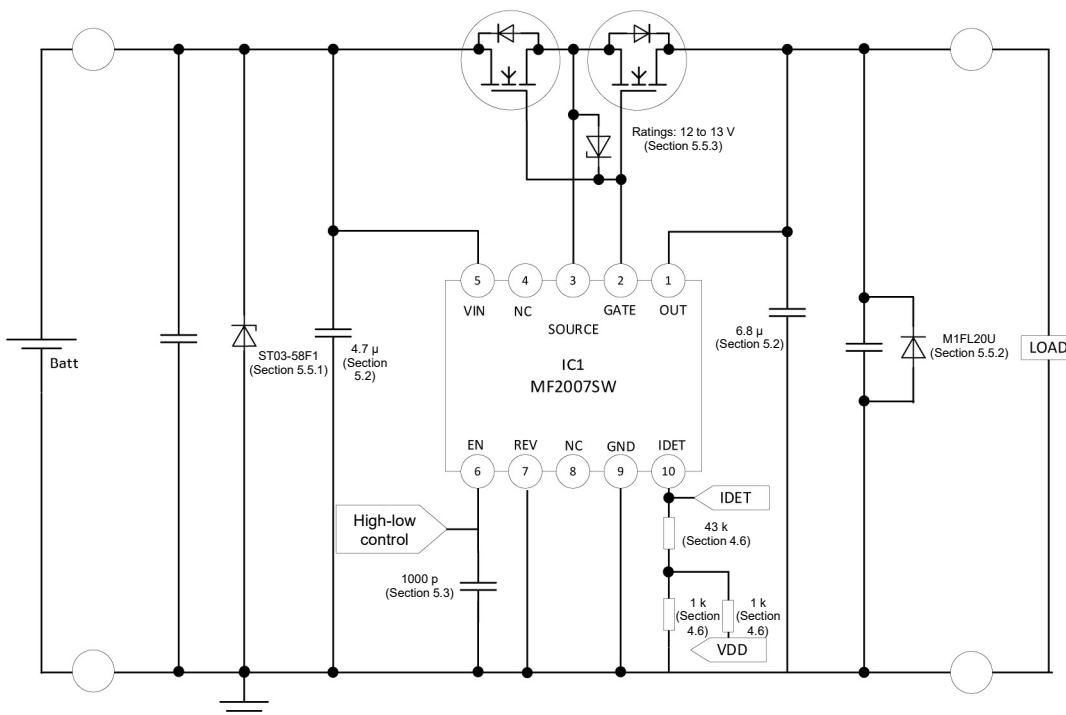 Ratings: 12 to 13 V
(Section 5.5.3)
5
4
3
2
1
VIN
NC
GATE
OUT
SOURCE
IC1
MF2007SW
Batt
ST03-58F1
(Section 5.5.1)
4.7 µ
(Section
5.2)
6.8 µ
(Section 5.2)
M1FL20U
(Section 5.5.2)
LOAD
EN
REV
NC
GND
IDET
6
7
8
9
10
IDET
High-low
control
43 k
(Section 4.6)
1000 p
(Section 5.3)
1 k
(Section
4.6)
1 k
(Section
4.6)
VDD